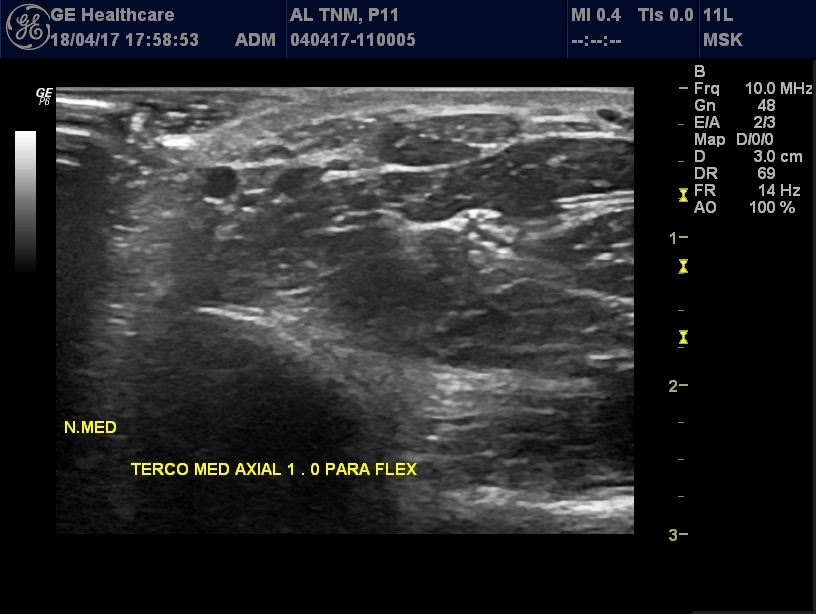 GE Healthcare
18/04/17 17:58:53 ADM
AL TNM, P11
040417-110005
MI 0.4 TIs 0.0
--:--:--
11L
MSK
GE
P6
B
Frq 10.0 MHz
Gn 48
E/A 2/3
Map D/0/0
D 3.0 cm
DR 69
FR 14 Hz
AO 100 %
1
2
3
N.MED
TERCO MED AXIAL 1 . 0 PARA FLEX